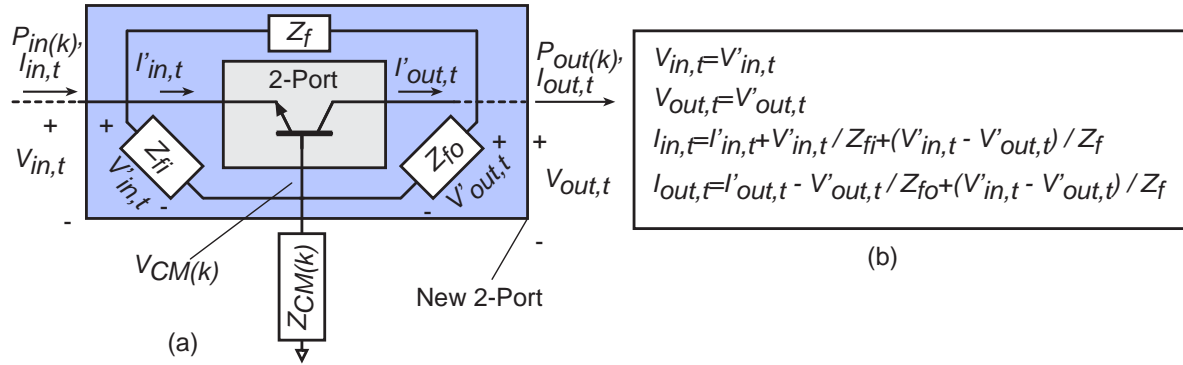 Z_f
P_in(k),
I_in,t
I'_in,t
2-Port
I'_out,t
P_out(k),
I_out,t
+
+
Z_fi
Z_fo
+
+
V_in,t
V'_in,t
V'_out,t
V_out,t
-
-
-
-
V_CM(k)
Z_CM(k)
New 2-Port
(a)
V_in,t=V'_in,t
V_out,t=V'_out,t
I_in,t=I'_in,t+V'_in,t / Z_fi+(V'_in,t - V'_out,t) / Z_f
I_out,t=I'_out,t - V'_out,t / Z_fo+(V'_in,t - V'_out,t) / Z_f
(b)